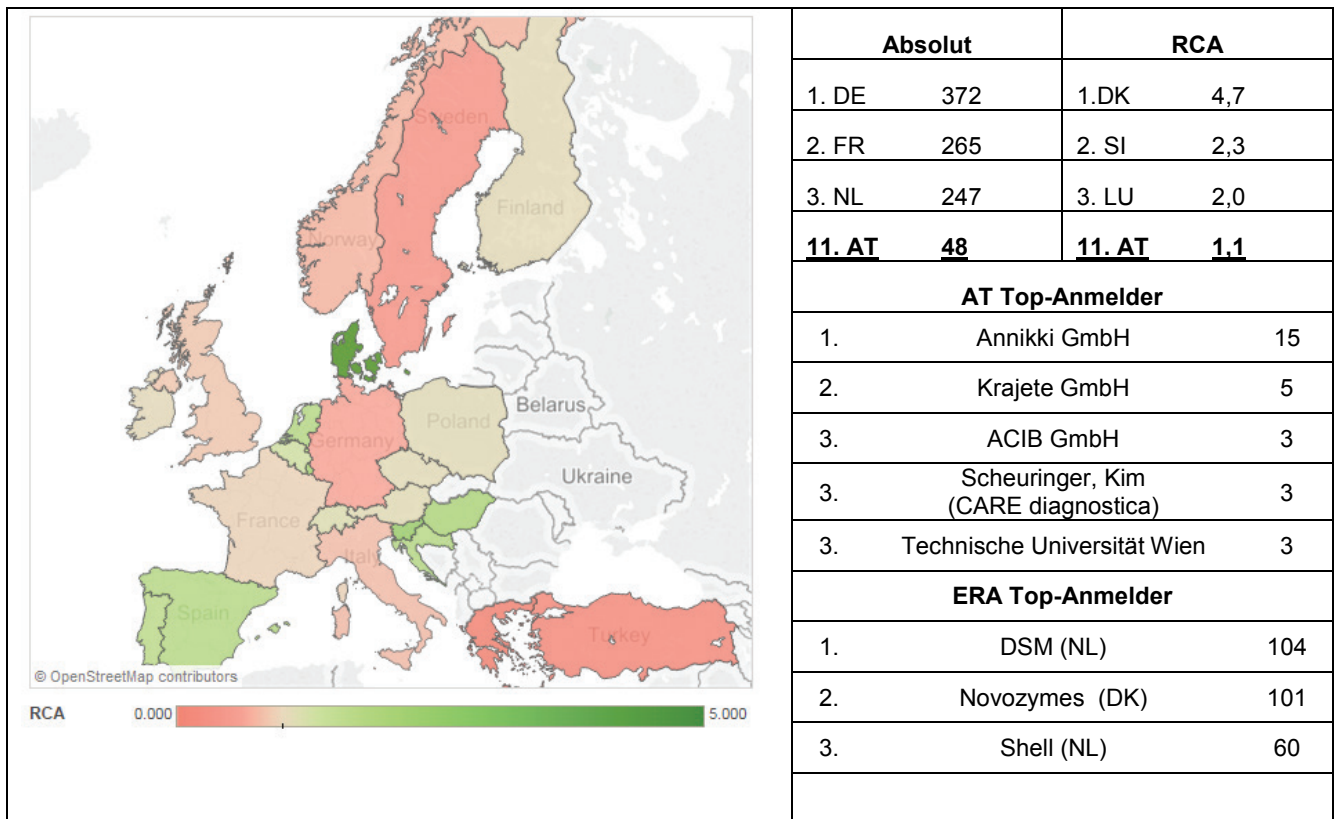 Sweden
Finland
Norway
Belarus
Poland
Germany
Ukraine
France
Italy
Spain
Turkey
© OpenStreetMap contributors
RCA 0.000 5.000
Absolut RCA
1. DE 372 1.DK 4,7
2. FR 265 2. SI 2,3
3. NL 247 3. LU 2,0
11. AT 48 11. AT 1,1
AT Top-Anmelder
1. Annikki GmbH 15
2. Krajete GmbH 5
3. ACIB GmbH 3
3. Scheuringer, Kim
(CARE diagnostica) 3
3. Technische Universität Wien 3
ERA Top-Anmelder
1. DSM (NL) 104
2. Novozymes (DK) 101
3. Shell (NL) 60